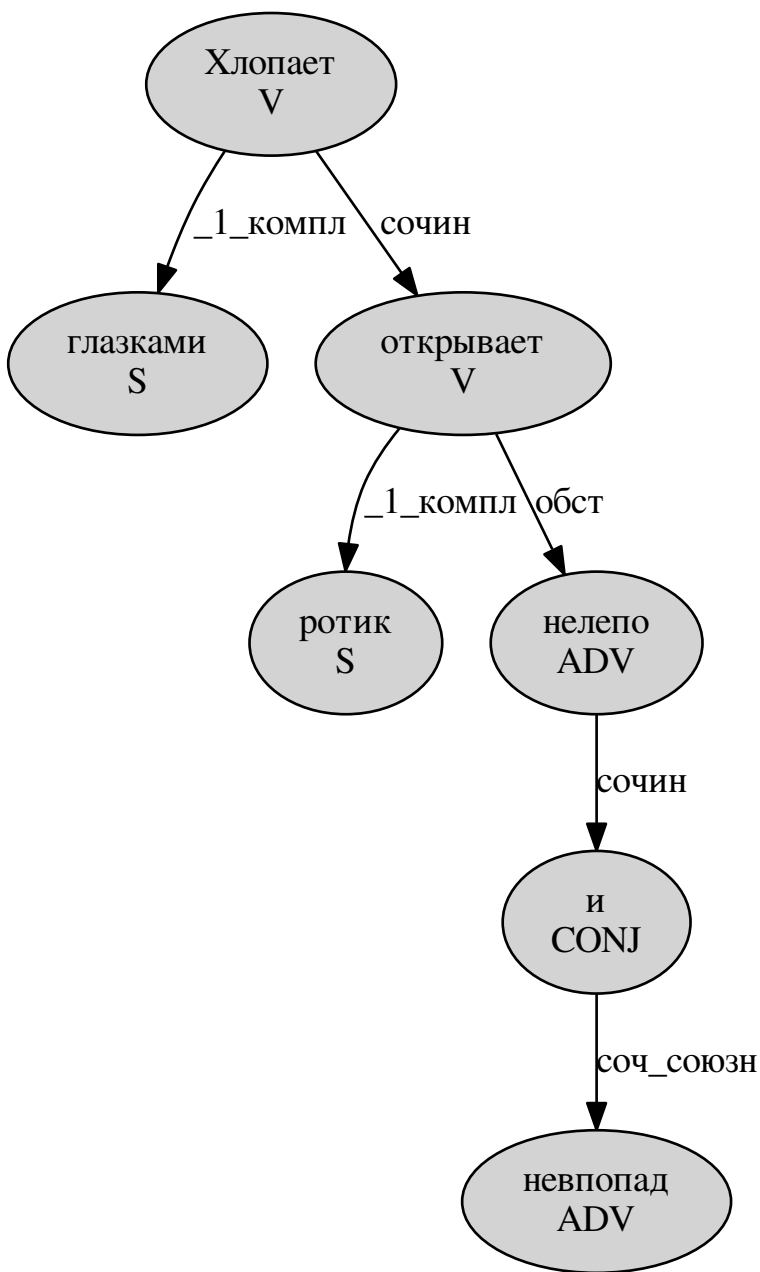 Хлопает
V
_1_компл
сочин
глазками
S
открывает
V
_1_компл
обст
ротик
S
нелепо
ADV
сочин
и
CONJ
соч_союзн
невпопад
ADV